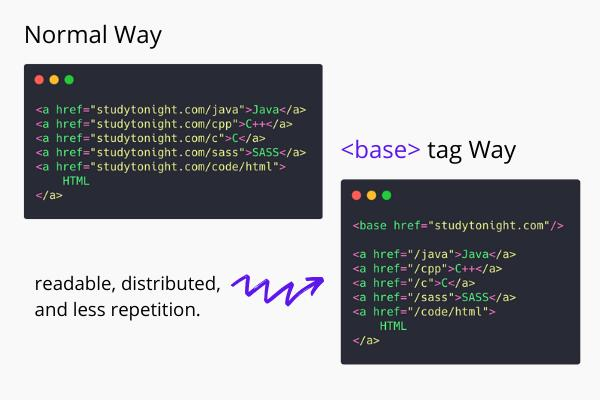 Normal Way
<a href="studytonight.com/java">Java</a>
<a href="studytonight.com/cpp">C++</a>
<a href="studytonight.com/c">C</a>
<a href="studytonight.com/sass">SASS</a>
<a href="studytonight.com/code/html">
HTML
</a>
<base> tag Way
<base href="studytonight.com"/>
<a href="/java">Java</a>
<a href="/cpp">C++</a>
<a href="/c">C</a>
<a href="/sass">SASS</a>
<a href="/code/html">
HTML
</a>
readable, distributed,
and less repetition.